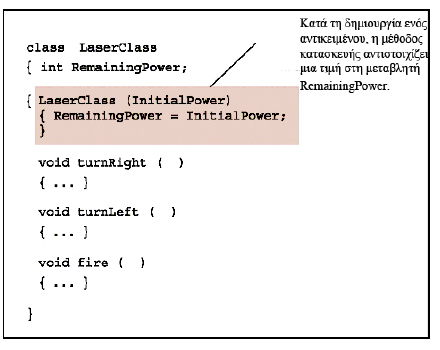 Κατά τη δημιουργία ενός
αντικειμένου, η μέθοδος
κατασκευής αντιστοιχίζει
μια τιμή στη μεταβλητή
RemainingPower.
class LaserClass
{ int RemainingPower;
{ LaserClass (InitialPower)
{ RemainingPower = InitialPower;
}
void turnRight ( )
{ ... }
void turnLeft ( )
{ ... }
void fire ( )
{ ... }
}